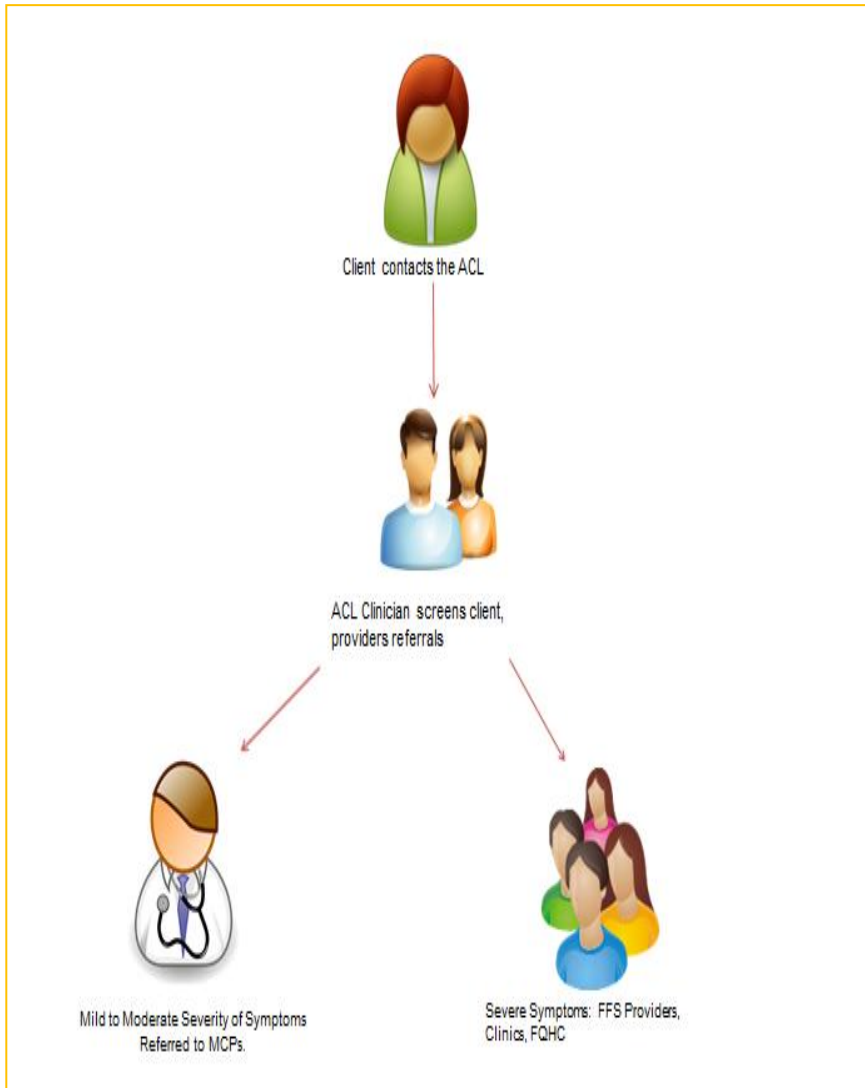 Client contacts the ACL
ACL Clinician screens client,
providers referrals
Mild to Moderate Severity of Symptoms
Referred to MCPs.
Severe Symptoms: FFS Providers,
Clinics, FQHC